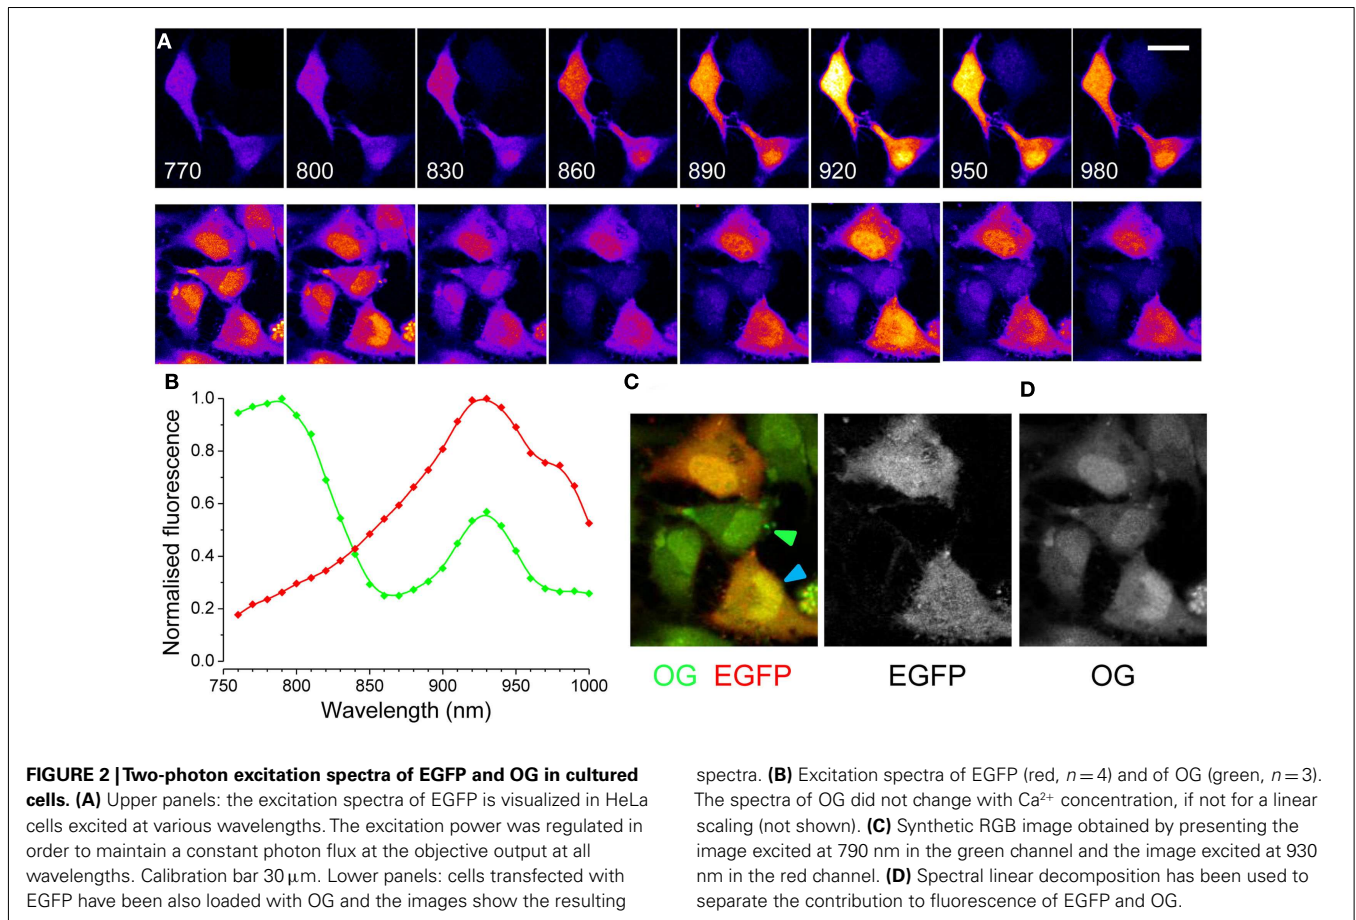 A
770 800 830 860 890 920 950 980
B
Normalised fluorescence
1.0
0.8
0.6
0.4
0.2
0.0
750 800 850 900 950 1000
Wavelength (nm)
C
OG EGFP
EGFP
D
OG
FIGURE 2 | Two-photon excitation spectra of EGFP and OG in cultured
cells. (A) Upper panels: the excitation spectra of EGFP is visualized in HeLa
cells excited at various wavelengths. The excitation power was regulated in
order to maintain a constant photon flux at the objective output at all
wavelengths. Calibration bar 30 μm. Lower panels: cells transfected with
EGFP have been also loaded with OG and the images show the resulting
spectra. (B) Excitation spectra of EGFP (red, n = 4) and of OG (green, n = 3).
The spectra of OG did not change with Ca²⁺ concentration, if not for a linear
scaling (not shown). (C) Synthetic RGB image obtained by presenting the
image excited at 790 nm in the green channel and the image excited at 930
nm in the red channel. (D) Spectral linear decomposition has been used to
separate the contribution to fluorescence of EGFP and OG.